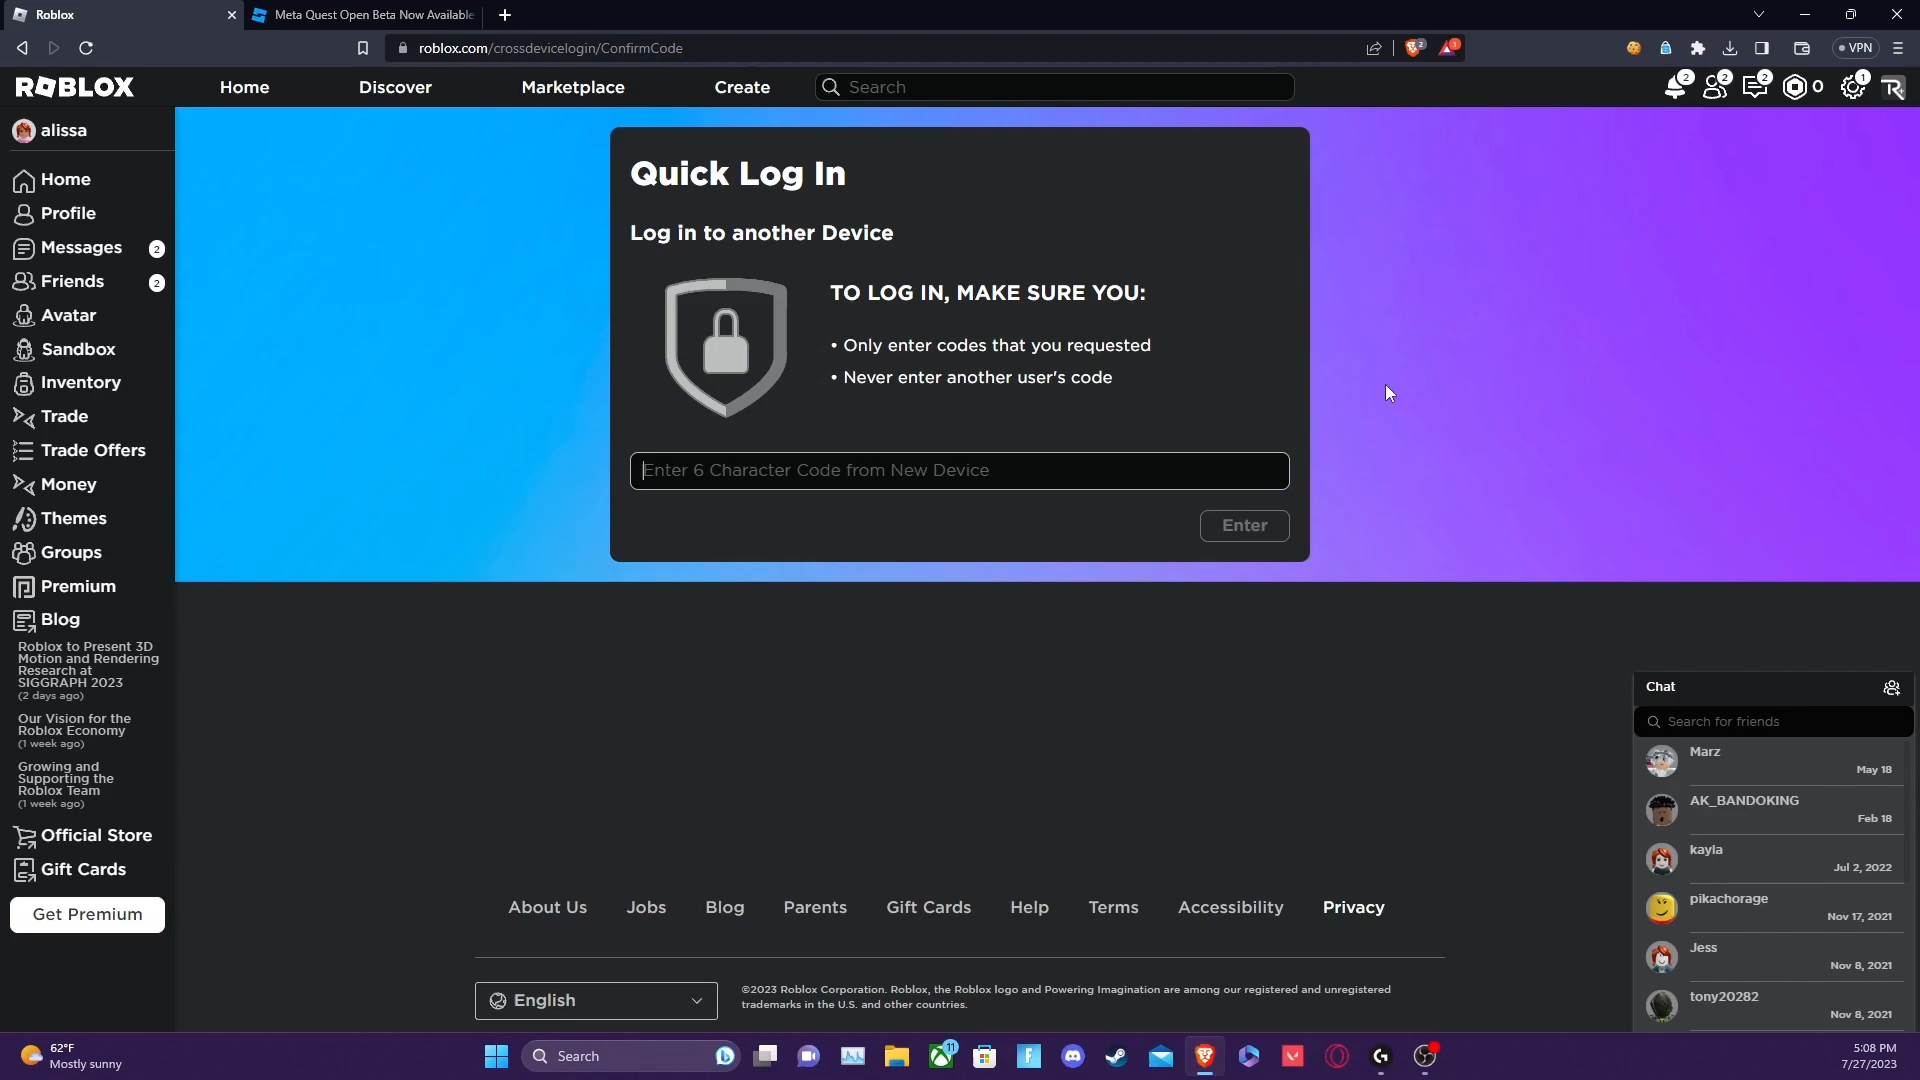 Roblox
Meta Quest Open Beta Now Available
roblox.com/crossdevicelogin/ConfirmCode
2
1
VPN
ROBLOX
Home
Discover
Marketplace
Create
Search
2
2
2
0
1
alissa
Home
Profile
Messages
2
Friends
2
Avatar
Sandbox
Inventory
Trade
Trade Offers
Money
Themes
Groups
Premium
Blog
Roblox to Present 3D
Motion and Rendering
Research at
SIGGRAPH 2023
(2 days ago)
Our Vision for the
Roblox Economy
(1 week ago)
Growing and
Supporting the
Roblox Team
(1 week ago)
Official Store
Gift Cards
Get Premium
Quick Log In
Log in to another Device
TO LOG IN, MAKE SURE YOU:
• Only enter codes that you requested
• Never enter another user's code
Enter 6 Character Code from New Device
Enter
Chat
Search for friends
Marz
May 18
AK_BANDOKING
Feb 18
kayla
Jul 2, 2022
pikachorage
Nov 17, 2021
Jess
Nov 8, 2021
tony20282
Nov 8, 2021
About Us
Jobs
Blog
Parents
Gift Cards
Help
Terms
Accessibility
Privacy
English
©2023 Roblox Corporation. Roblox, the Roblox logo and Powering Imagination are among our registered and unregistered
trademarks in the U.S. and other countries.
62°F
Mostly sunny
Search
11
5:08 PM
7/27/2023